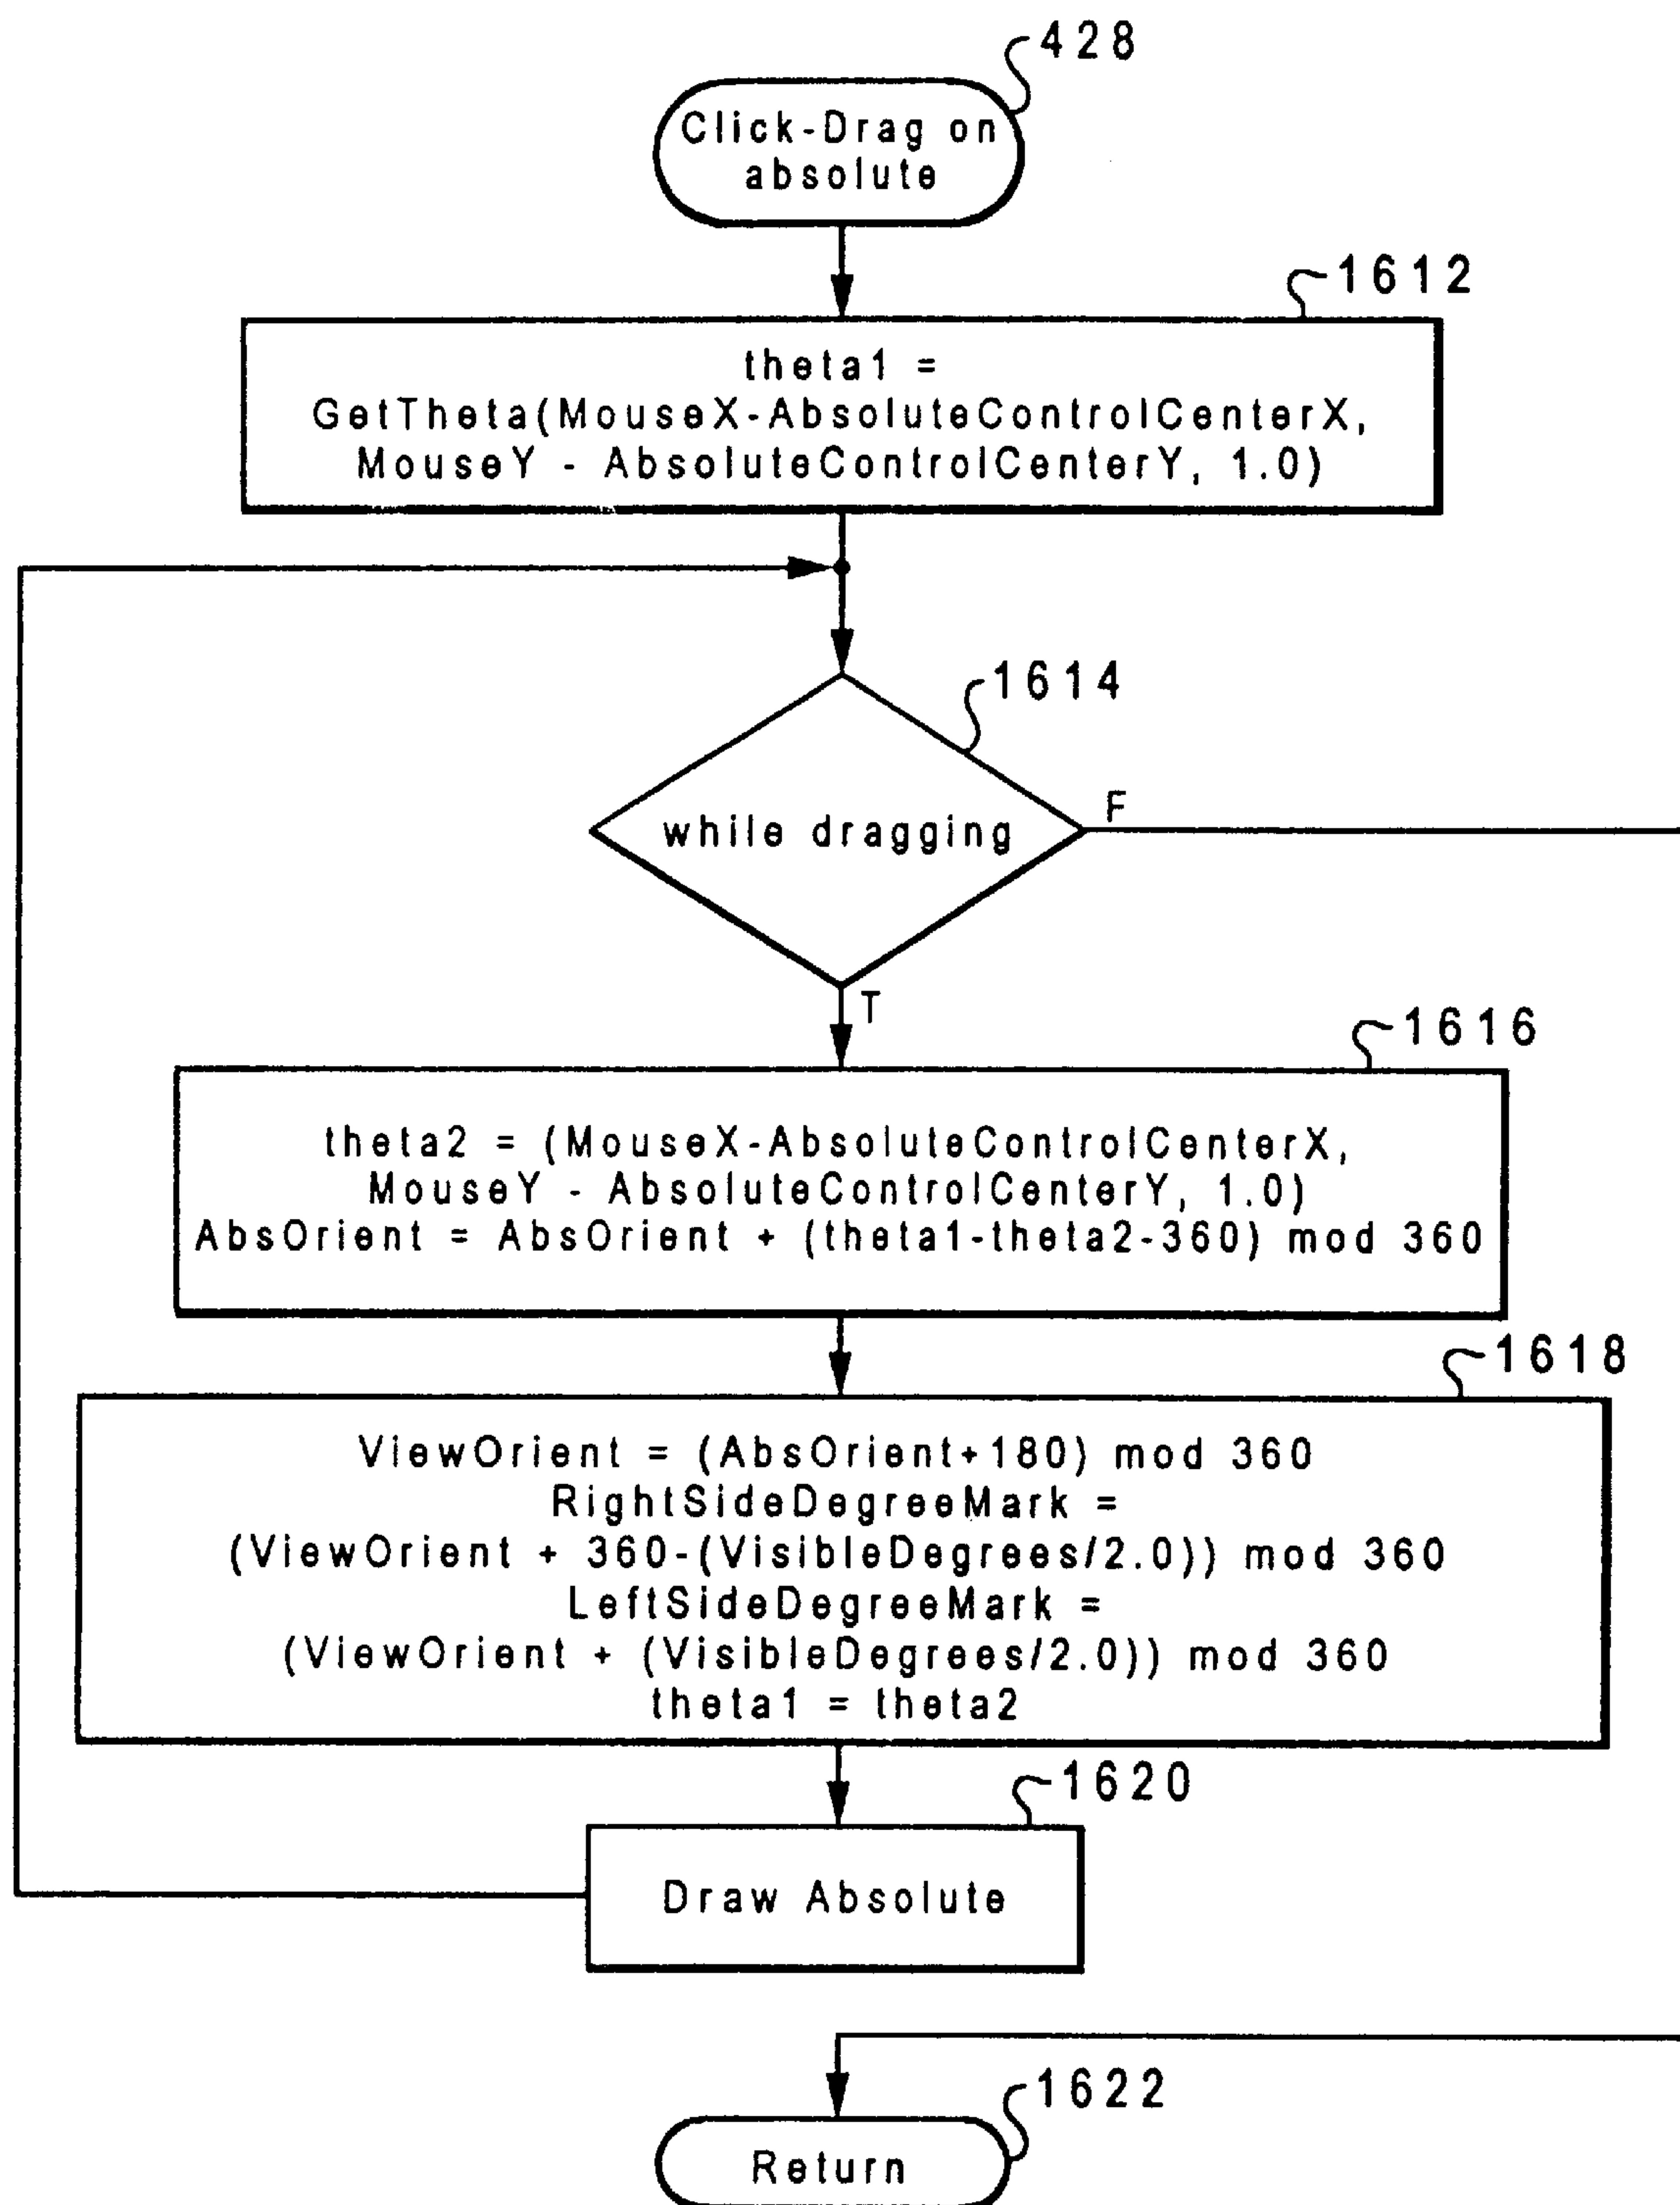 428
Click-Drag on
absolute
1612
theta1 =
GetTheta(MouseX-AbsoluteControlCenterX,
MouseY - AbsoluteControlCenterY, 1.0)
1614
while dragging
F
T
1616
theta2 = (MouseX-AbsoluteControlCenterX,
MouseY - AbsoluteControlCenterY, 1.0)
AbsOrient = AbsOrient + (theta1-theta2-360) mod 360
1618
ViewOrient = (AbsOrient+180) mod 360
RightSideDegreeMark =
(ViewOrient + 360-(VisibleDegrees/2.0)) mod 360
LeftSideDegreeMark =
(ViewOrient + (VisibleDegrees/2.0)) mod 360
theta1 = theta2
1620
Draw Absolute
1622
Return